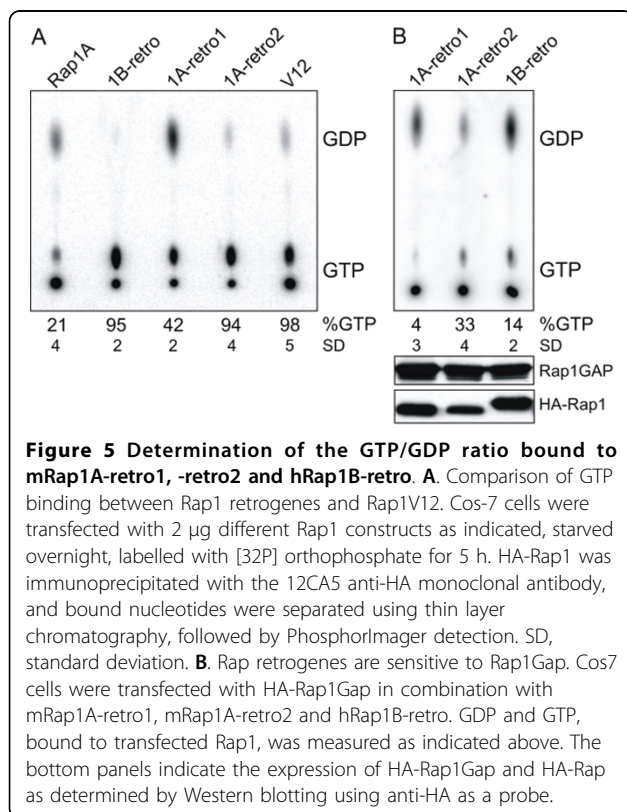 A
B
Rap1A
1B-retro
1A-retro1
1A-retro2
V12
1A-retro1
1A-retro2
1B-retro
GDP
GDP
GTP
GTP
21 95 42 94 98 %GTP
4 2 2 4 5 SD
4 33 14 %GTP
3 4 2 SD
Rap1GAP
HA-Rap1
Figure 5 Determination of the GTP/GDP ratio bound to
mRap1A-retro1, -retro2 and hRap1B-retro. A. Comparison of GTP
binding between Rap1 retrogenes and Rap1V12. Cos-7 cells were
transfected with 2 μg different Rap1 constructs as indicated, starved
overnight, labelled with [32P] orthophosphate for 5 h. HA-Rap1 was
immunoprecipitated with the 12CA5 anti-HA monoclonal antibody,
and bound nucleotides were separated using thin layer
chromatography, followed by PhosphorImager detection. SD,
standard deviation. B. Rap retrogenes are sensitive to Rap1Gap. Cos7
cells were transfected with HA-Rap1Gap in combination with
mRap1A-retro1, mRap1A-retro2 and hRap1B-retro. GDP and GTP,
bound to transfected Rap1, was measured as indicated above. The
bottom panels indicate the expression of HA-Rap1Gap and HA-Rap
as determined by Western blotting using anti-HA as a probe.